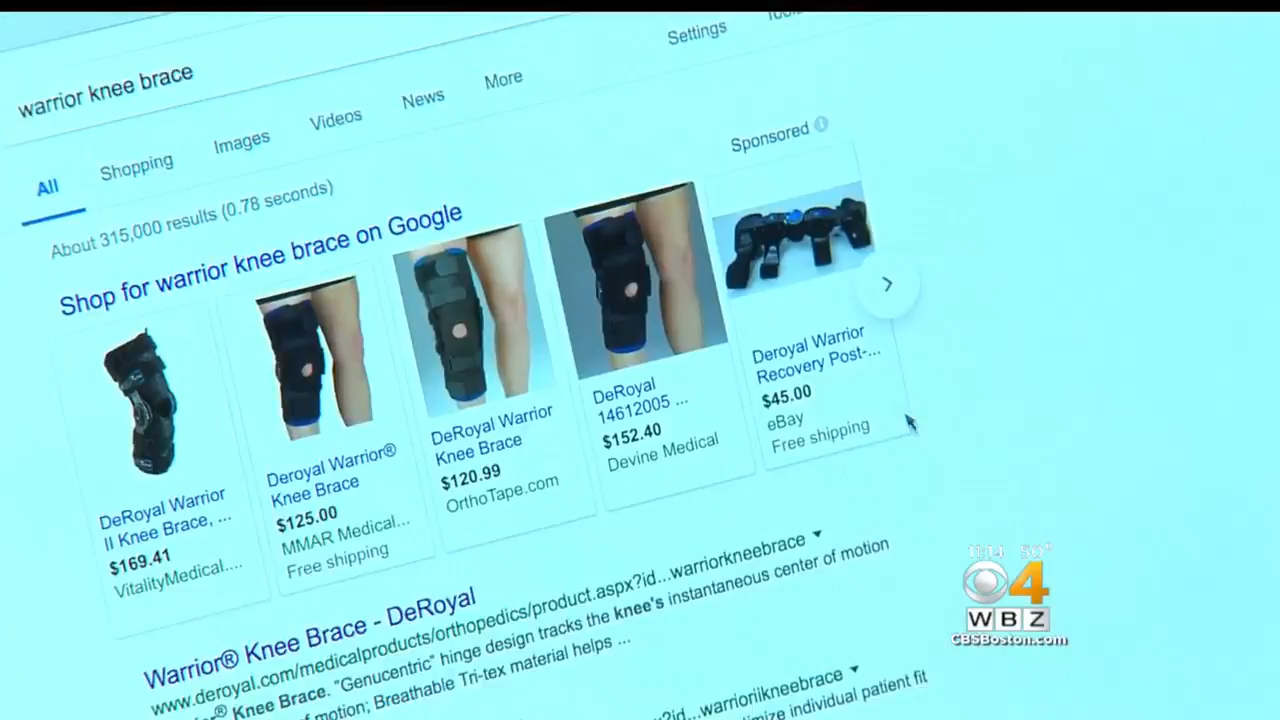 Settings
warrior knee brace
All
Shopping
Images
Videos
News
More
About 315,000 results (0.78 seconds)
Sponsored
Shop for warrior knee brace on Google
DeRoyal Warrior
II Knee Brace, ...
$169.41
VitalityMedical....
Deroyal Warrior®
Knee Brace
$125.00
MMAR Medical...
Free shipping
DeRoyal Warrior
Knee Brace
$120.99
OrthoTape.com
DeRoyal
14612005 ...
$152.40
Devine Medical
Deroyal Warrior
Recovery Post-...
$45.00
eBay
Free shipping
Warrior® Knee Brace - DeRoyal
www.deroyal.com/medicalproducts/orthopedics/product.aspx?id...warriorkneebrace
Knee Brace. "Genucentric" hinge design tracks the knee's instantaneous center of motion
of motion; Breathable Tri-tex material helps ...
?id...warrioriikneebrace
individual patient fit
11:14 50°
4
WBZ
CBSBoston.com